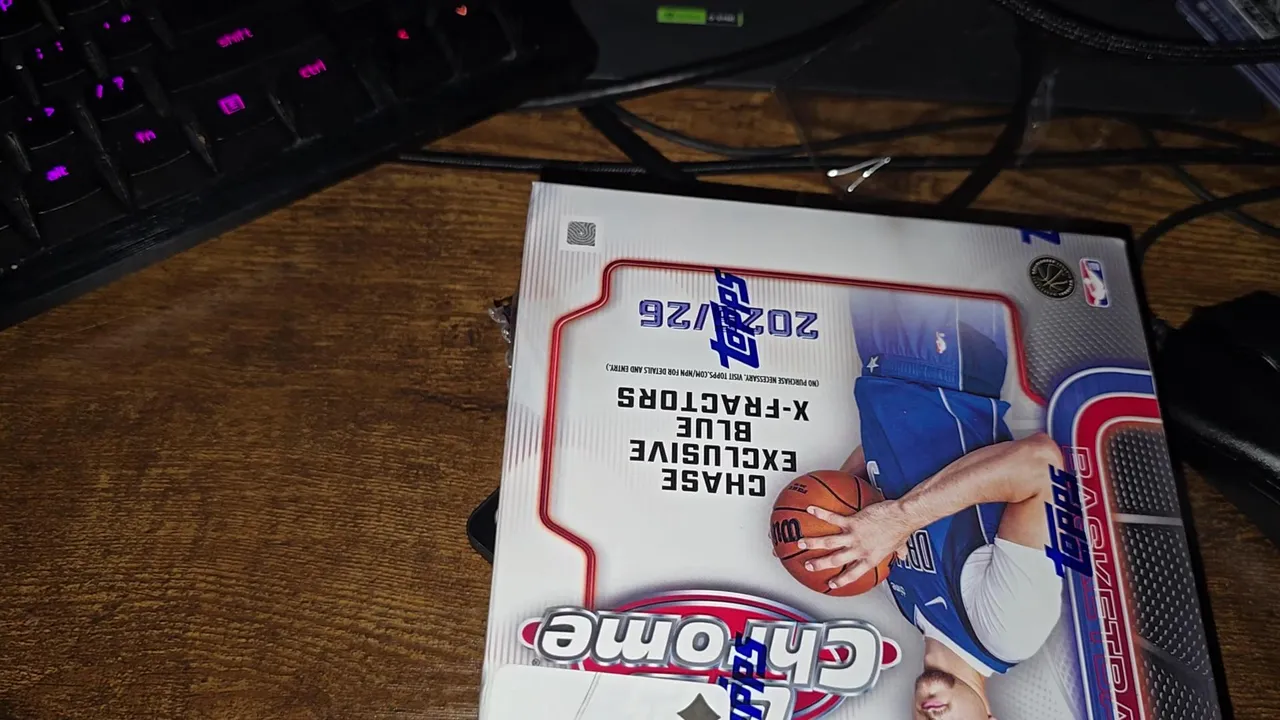 shift
ctrl
fn
alt
Chrome
topps
CHASE
EXCLUSIVE
BLUE
X-FRACTORS
(NO PURCHASE NECESSARY. VISIT TOPPS.COM/NPN FOR DETAILS AND ENTRY.)
2025/26
topps
topps